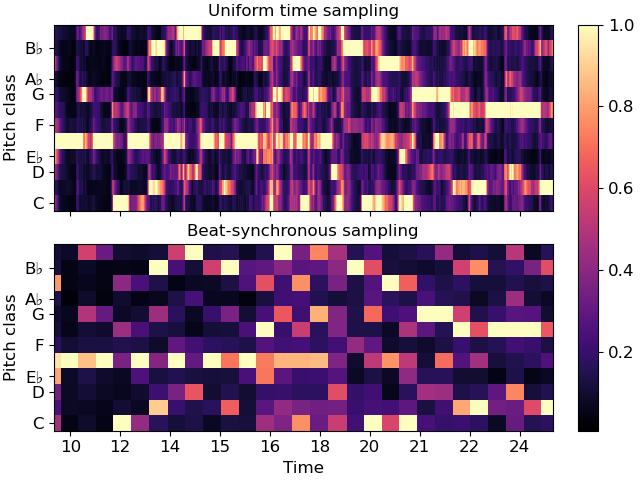 Uniform time sampling
Pitch class
B♭
A♭
G
F
E♭
D
C
Beat-synchronous sampling
Pitch class
B♭
A♭
G
F
E♭
D
C
10 12 14 16 18 20 21 22 24
Time
1.0
0.8
0.6
0.4
0.2